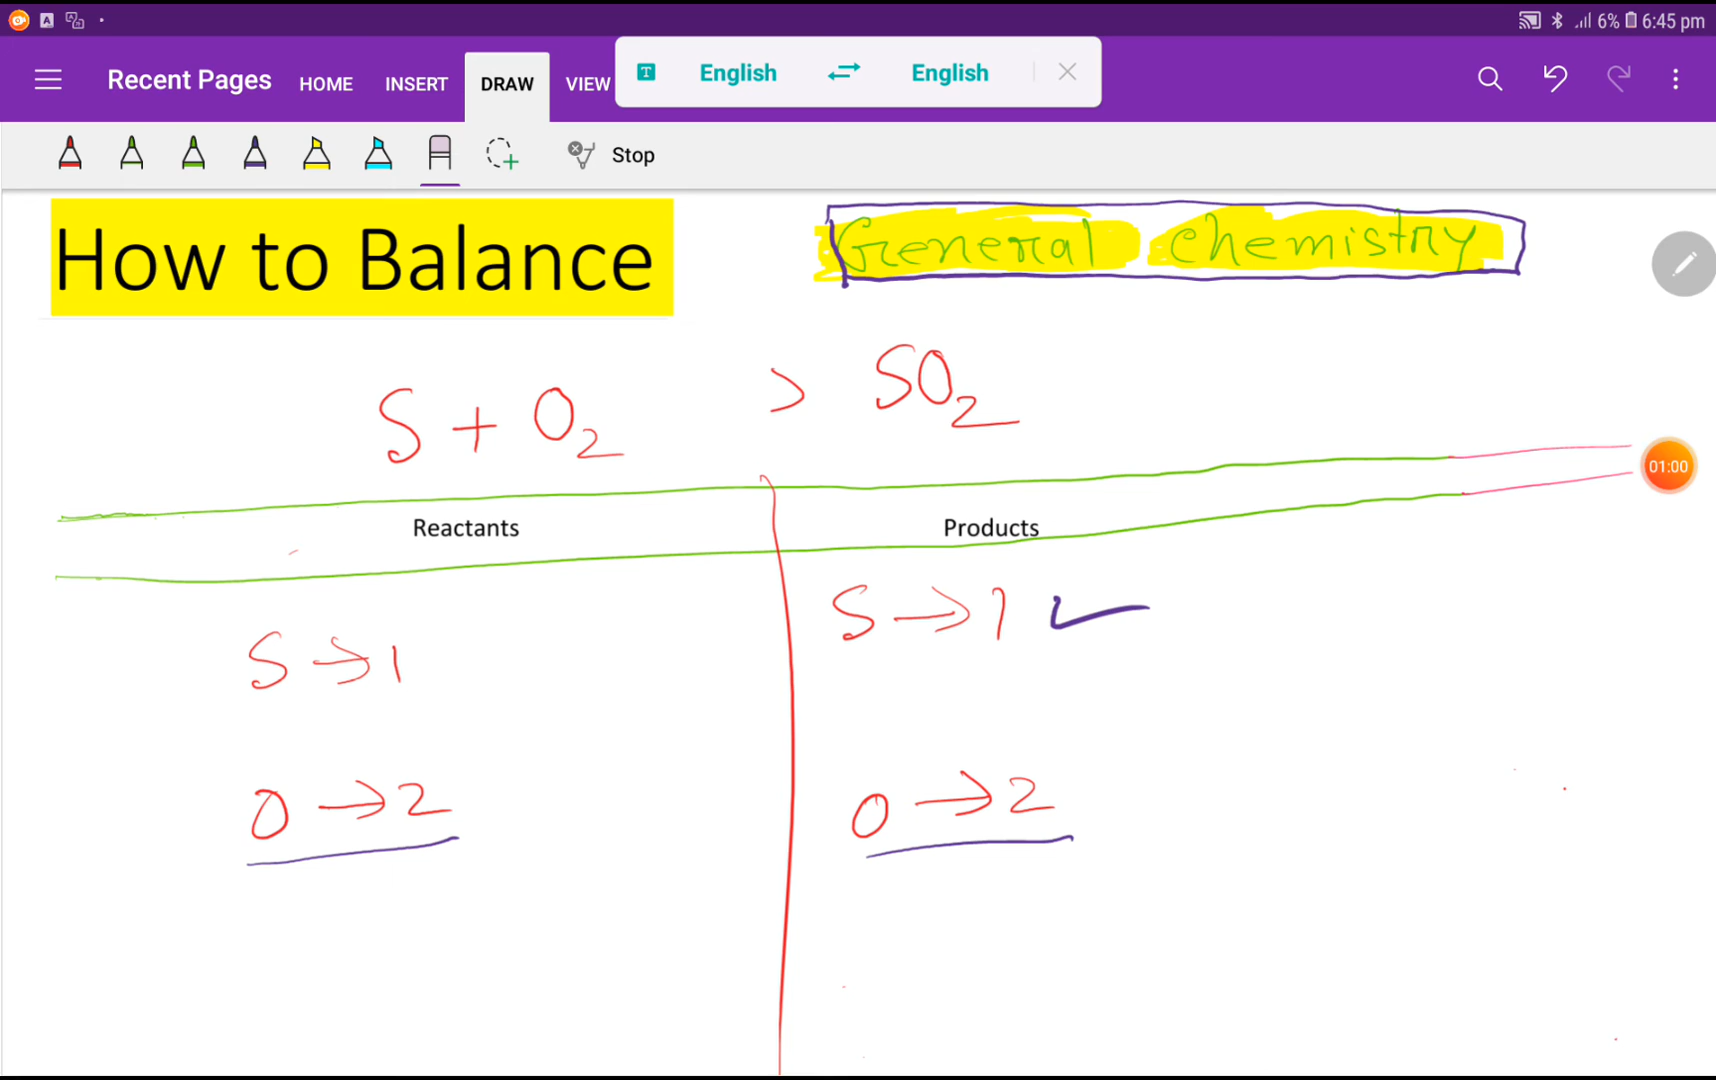 6% 6:45 pm
Recent Pages HOME INSERT DRAW VIEW English English
Stop
How to Balance
General chemistry
S + O₂ > SO₂
01:00
Reactants Products
S → 1 S → 1 ✓
O → 2 O → 2